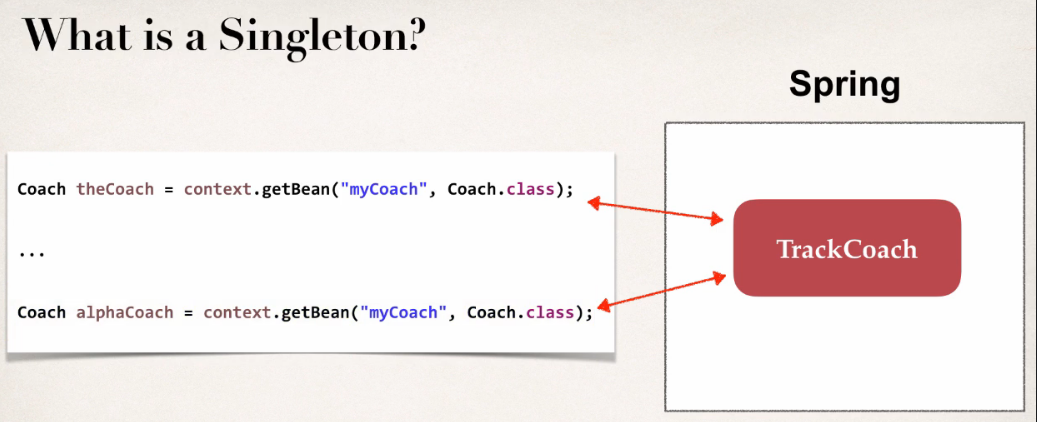 What is a Singleton?
Spring
Coach theCoach = context.getBean("myCoach", Coach.class);
...
Coach alphaCoach = context.getBean("myCoach", Coach.class);
TrackCoach